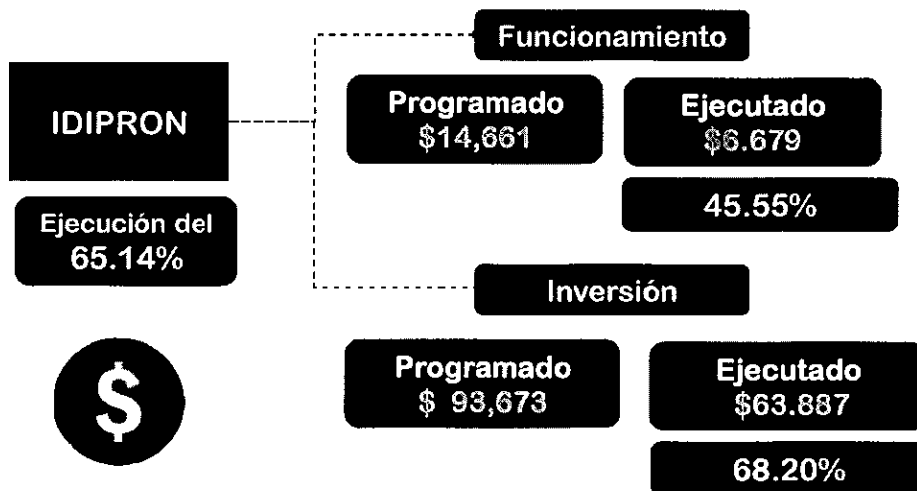 IDIPRON
Ejecución del
65.14%
$
Funcionamiento
Programado
$14,661
Ejecutado
$6.679
45.55%
Inversión
Programado
$ 93,673
Ejecutado
$63.887
68.20%